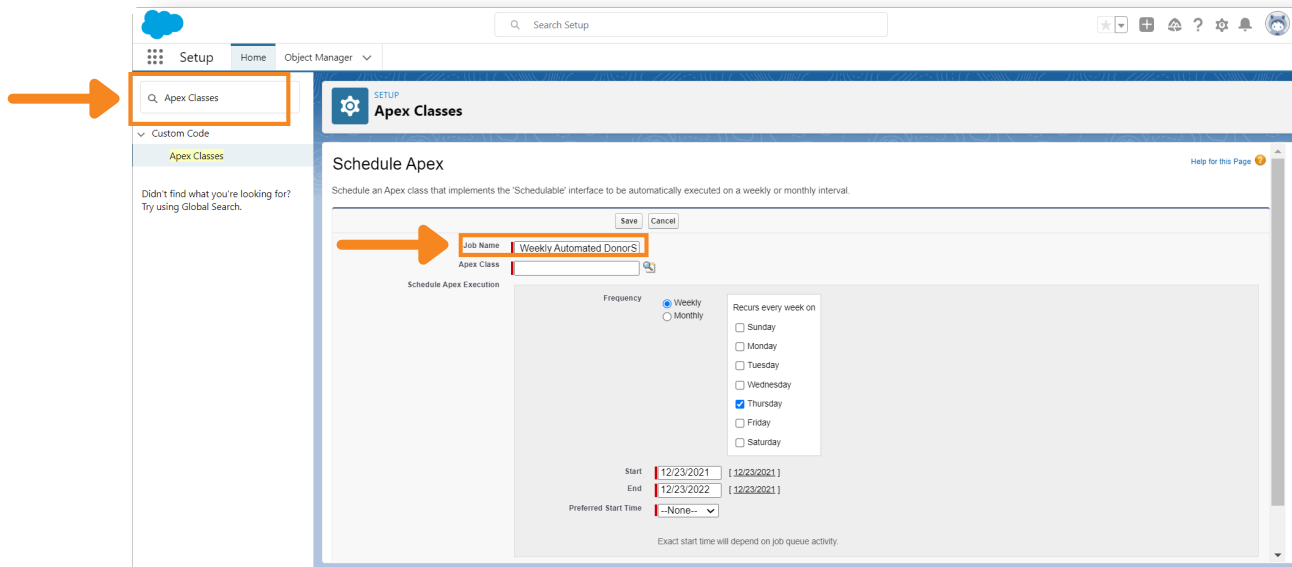 Search Setup
Setup Home Object Manager
Apex Classes
Custom Code
Apex Classes
Didn't find what you're looking for?
Try using Global Search.
SETUP
Apex Classes
Schedule Apex
Help for this Page
Schedule an Apex class that implements the 'Schedulable' interface to be automatically executed on a weekly or monthly interval.
Save Cancel
Job Name Weekly Automated DonorS
Apex Class
Schedule Apex Execution
Frequency
Weekly
Monthly
Recurs every week on
Sunday
Monday
Tuesday
Wednesday
Thursday
Friday
Saturday
Start 12/23/2021 [ 12/23/2021 ]
End 12/23/2022 [ 12/23/2021 ]
Preferred Start Time --None--
Exact start time will depend on job queue activity.